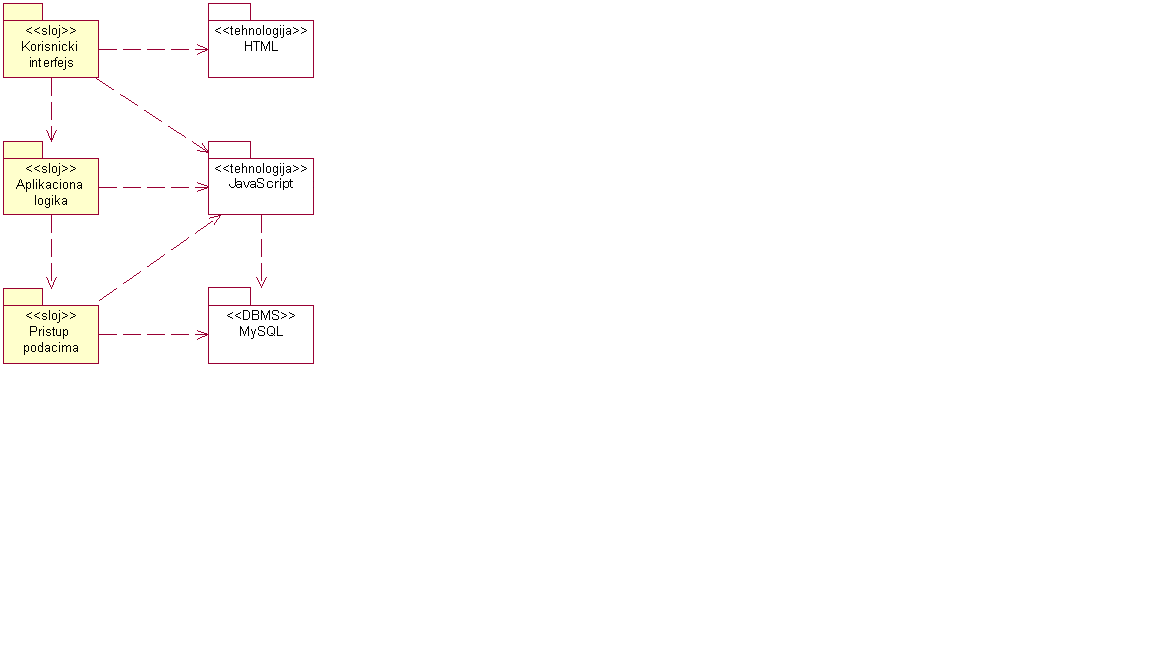 <<sloj>>
Korisnicki
interfejs
<<tehnologija>>
HTML
<<sloj>>
Aplikaciona
logika
<<tehnologija>>
JavaScript
<<sloj>>
Pristup
podacima
<<DBMS>>
MySQL